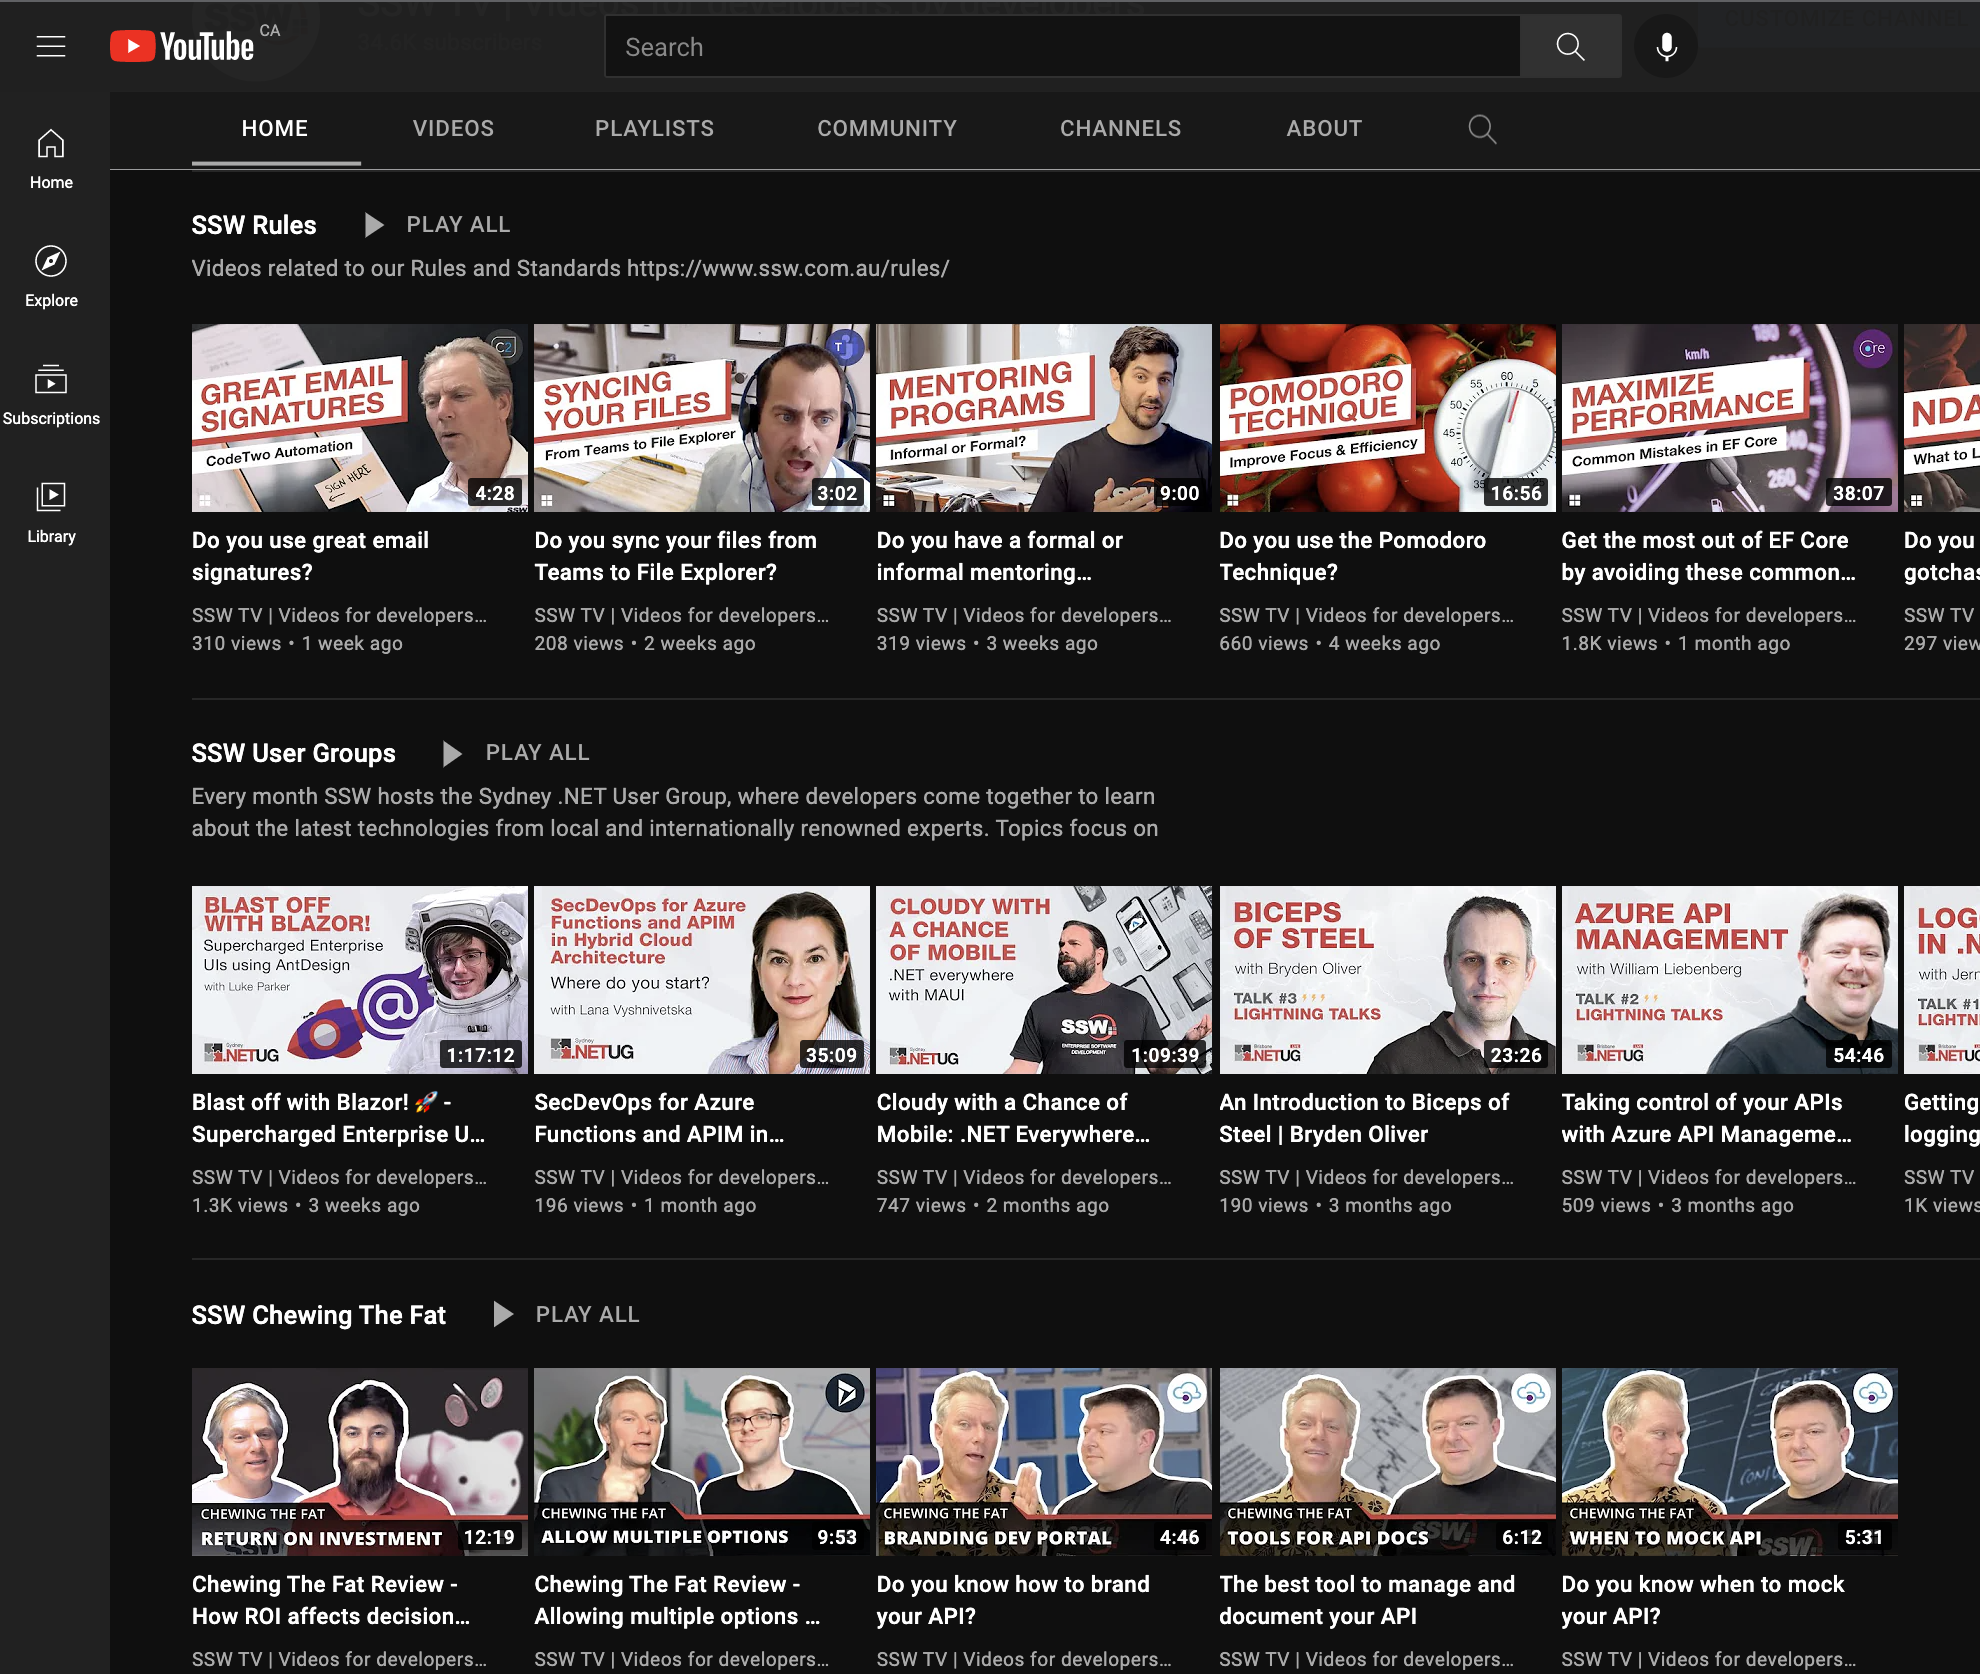 YouTube CA
Search
HOME VIDEOS PLAYLISTS COMMUNITY CHANNELS ABOUT
Home
Explore
Subscriptions
Library
SSW Rules PLAY ALL
Videos related to our Rules and Standards https://www.ssw.com.au/rules/
GREAT EMAIL
SIGNATURES
CodeTwo Automation
SIGN HERE
C2
4:28
SYNCING
YOUR FILES
From Teams to File Explorer
3:02
MENTORING
PROGRAMS
Informal or Formal?
9:00
POMODORO
TECHNIQUE
Improve Focus & Efficiency
55 60 5
50
45
40
35
16:56
km/h
180
MAXIMIZE
PERFORMANCE
Common Mistakes in EF Core
Core
260
38:07
NDA
What to L
Do you use great email
signatures?
SSW TV | Videos for developers...
310 views • 1 week ago
Do you sync your files from
Teams to File Explorer?
SSW TV | Videos for developers...
208 views • 2 weeks ago
Do you have a formal or
informal mentoring...
SSW TV | Videos for developers...
319 views • 3 weeks ago
Do you use the Pomodoro
Technique?
SSW TV | Videos for developers...
660 views • 4 weeks ago
Get the most out of EF Core
by avoiding these common...
SSW TV | Videos for developers...
1.8K views • 1 month ago
Do you
gotchas
SSW TV
297 view
SSW User Groups PLAY ALL
Every month SSW hosts the Sydney .NET User Group, where developers come together to learn
about the latest technologies from local and internationally renowned experts. Topics focus on
BLAST OFF
WITH BLAZOR!
Supercharged Enterprise
UIs using AntDesign
with Luke Parker
Sydney
.NETUG
1:17:12
SecDevOps for Azure
Functions and APIM
in Hybrid Cloud
Architecture
Where do you start?
with Lana Vyshnivetska
Sydney
.NETUG
35:09
CLOUDY WITH
A CHANCE
OF MOBILE
.NET everywhere
with MAUI
SSW
ENTERPRISE SOFTWARE
DEVELOPMENT
Sydney
.NETUG
1:09:39
BICEPS
OF STEEL
with Bryden Oliver
TALK #3
LIGHTNING TALKS
Brisbane
.NETUG
23:26
AZURE API
MANAGEMENT
with William Liebenberg
TALK #2
LIGHTNING TALKS
Brisbane
.NETUG
54:46
LOG
IN .N
with Jern
TALK #1
LIGHTN
Brisbane
.NETUG
Blast off with Blazor! 🚀 -
Supercharged Enterprise U...
SSW TV | Videos for developers...
1.3K views • 3 weeks ago
SecDevOps for Azure
Functions and APIM in...
SSW TV | Videos for developers...
196 views • 1 month ago
Cloudy with a Chance of
Mobile: .NET Everywhere...
SSW TV | Videos for developers...
747 views • 2 months ago
An Introduction to Biceps of
Steel | Bryden Oliver
SSW TV | Videos for developers...
190 views • 3 months ago
Taking control of your APIs
with Azure API Manageme...
SSW TV | Videos for developers...
509 views • 3 months ago
Getting
logging
SSW TV
1K views
SSW Chewing The Fat PLAY ALL
CHEWING THE FAT
RETURN ON INVESTMENT 12:19
CHEWING THE FAT
ALLOW MULTIPLE OPTIONS 9:53
CHEWING THE FAT
BRANDING DEV PORTAL 4:46
CHEWING THE FAT
TOOLS FOR API DOCS 6:12
CHEWING THE FAT
WHEN TO MOCK API 5:31
Chewing The Fat Review -
How ROI affects decision...
SSW TV | Videos for developers...
Chewing The Fat Review -
Allowing multiple options ...
SSW TV | Videos for developers...
Do you know how to brand
your API?
SSW TV | Videos for developers...
The best tool to manage and
document your API
SSW TV | Videos for developers...
Do you know when to mock
your API?
SSW TV | Videos for developers...